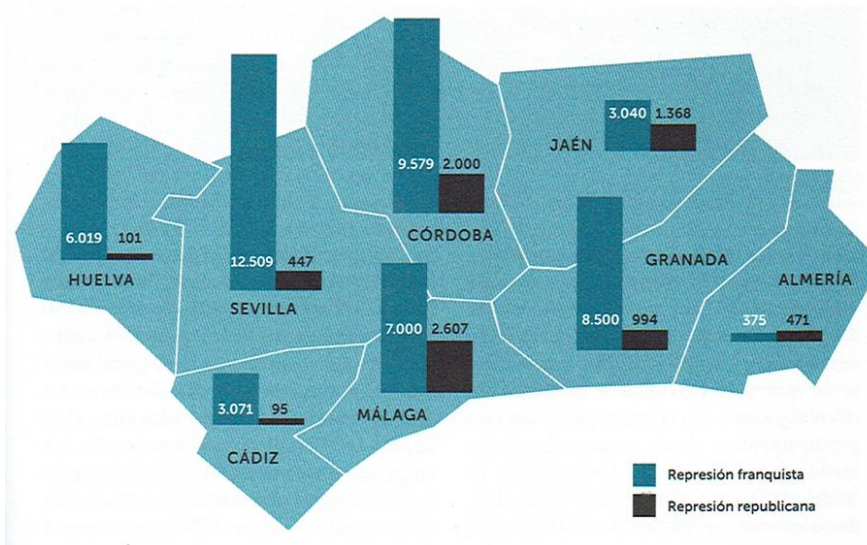 9.579 2.000
CÓRDOBA
3.040 1.368
JAÉN
6.019 101
HUELVA
12.509 447
SEVILLA
7.000 2.607
MÁLAGA
8.500 994
GRANADA
ALMERÍA
375 471
3.071 95
CÁDIZ
Represión franquista
Represión republicana